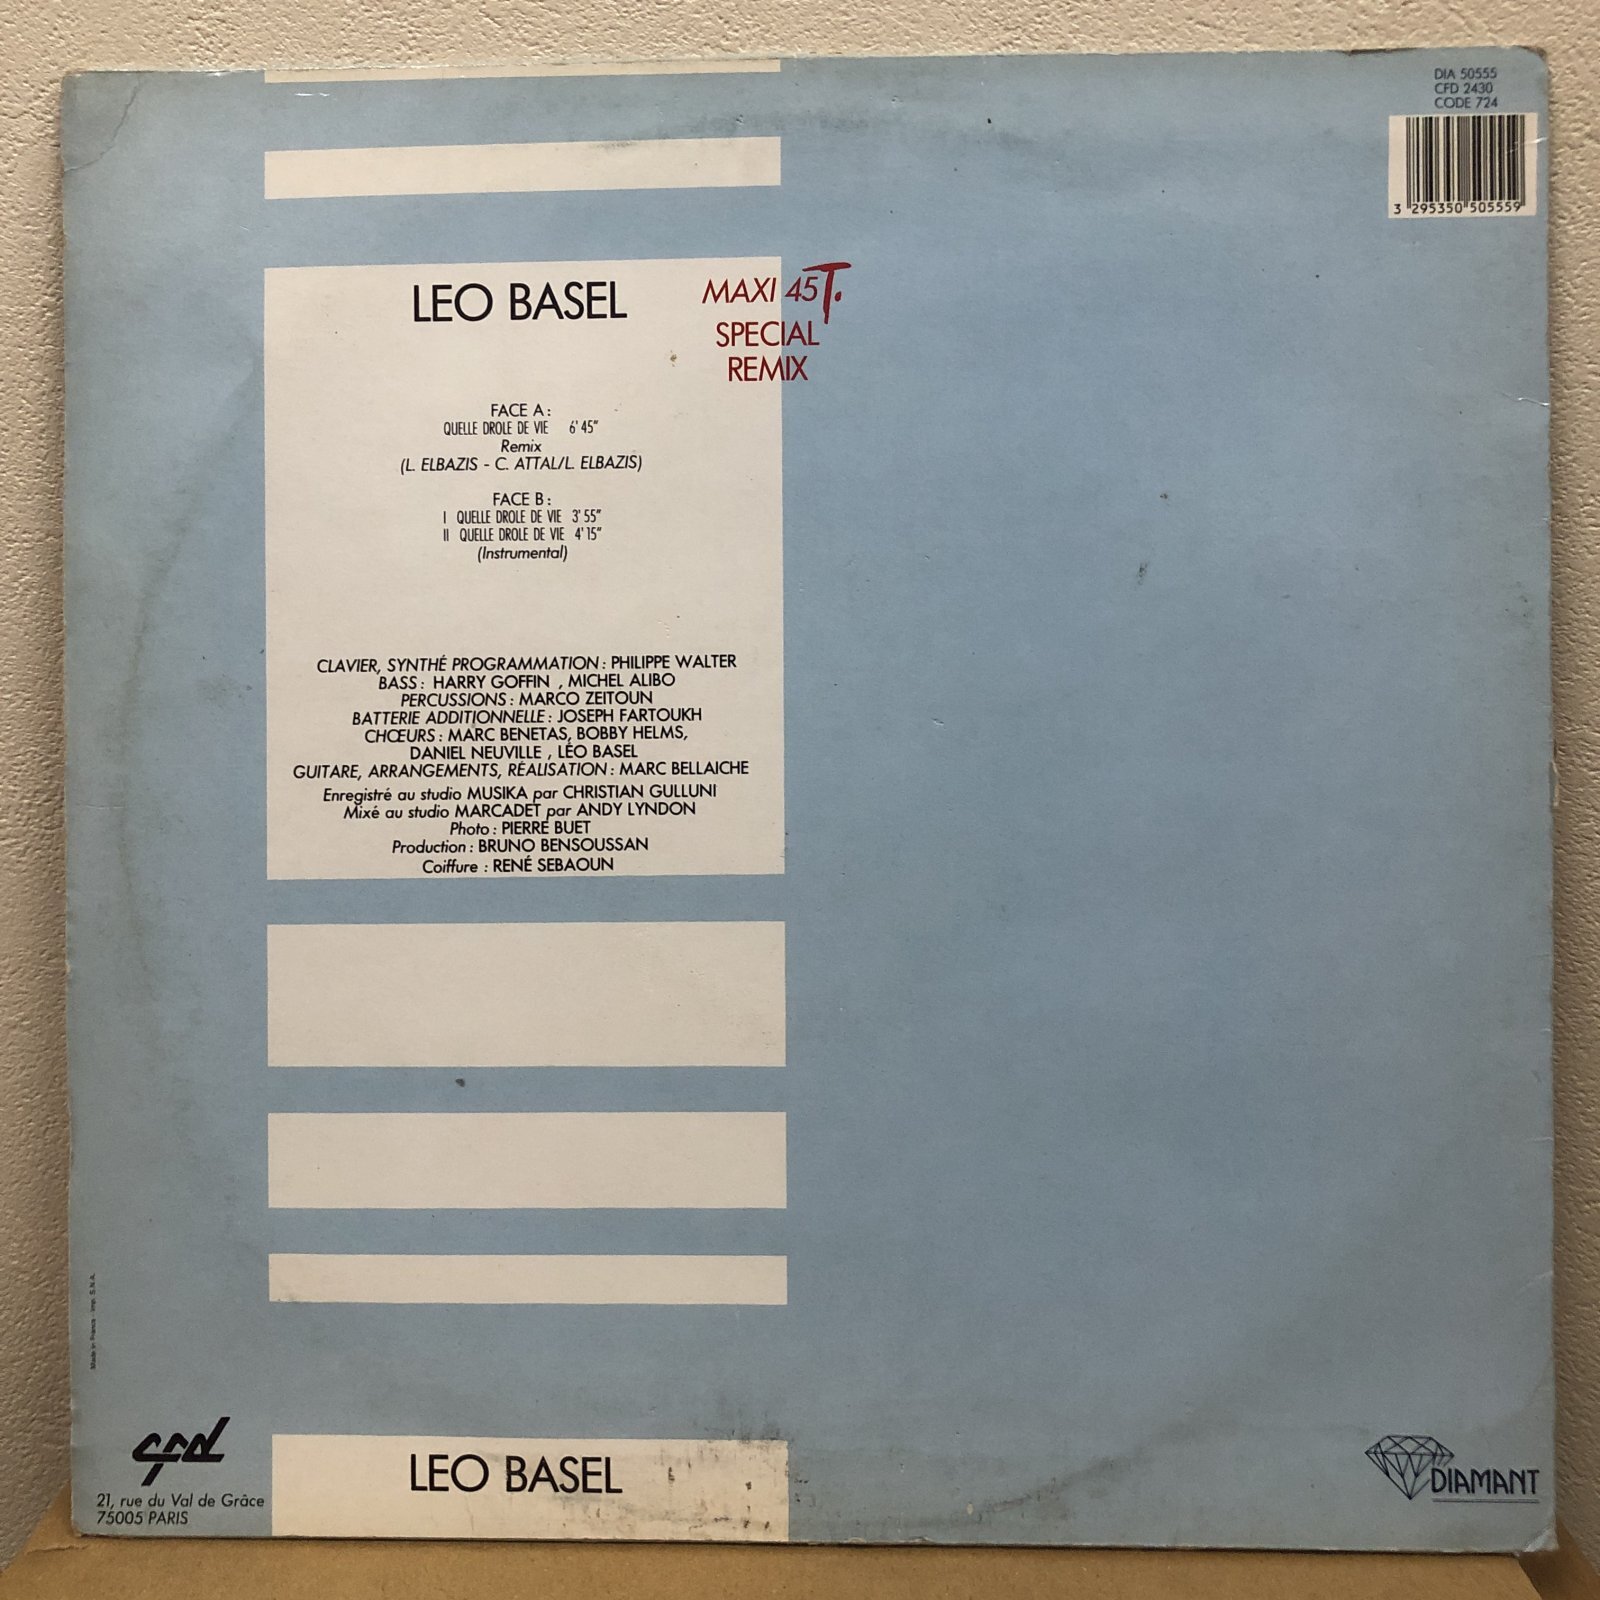 DIA 50555
CFD 2430
CODE 724
3 295350 505559
LEO BASEL
MAXI 45 T.
SPECIAL
REMIX
FACE A :
QUELLE DROLE DE VIE 6'45"
Remix
(L. ELBAZIS - C. ATTAL/L. ELBAZIS)
FACE B :
I QUELLE DROLE DE VIE 3'55"
II QUELLE DROLE DE VIE 4'15"
(Instrumental)
CLAVIER, SYNTHÉ PROGRAMMATION : PHILIPPE WALTER
BASS : HARRY GOFFIN , MICHEL ALIBO
PERCUSSIONS : MARCO ZEITOUN
BATTERIE ADDITIONNELLE : JOSEPH FARTOUKH
CHŒURS : MARC BENETAS, BOBBY HELMS,
DANIEL NEUVILLE , LÉO BASEL
GUITARE, ARRANGEMENTS, RÉALISATION : MARC BELLAICHE
Enregistré au studio MUSIKA par CHRISTIAN GULLUNI
Mixé au studio MARCADET par ANDY LYNDON
Photo : PIERRE BUET
Production : BRUNO BENSOUSSAN
Coiffure : RENÉ SEBAOUN
Made in France - Imp. S.N.A.
cfd
21, rue du Val de Grâce
75005 PARIS
LEO BASEL
DIAMANT